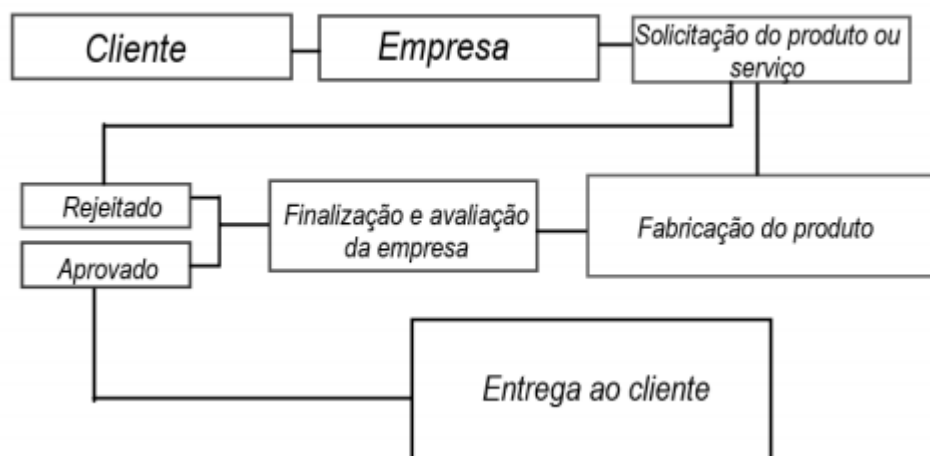 Cliente
Empresa
Solicitação do produto ou
serviço
Rejeitado
Aprovado
Finalização e avaliação
da empresa
Fabricação do produto
Entrega ao cliente